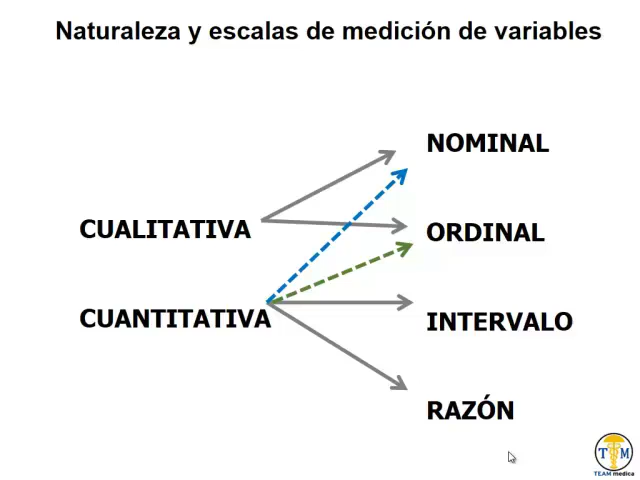 Naturaleza y escalas de medición de variables
NOMINAL
CUALITATIVA
ORDINAL
CUANTITATIVA
INTERVALO
RAZÓN
T M
TEAM medica